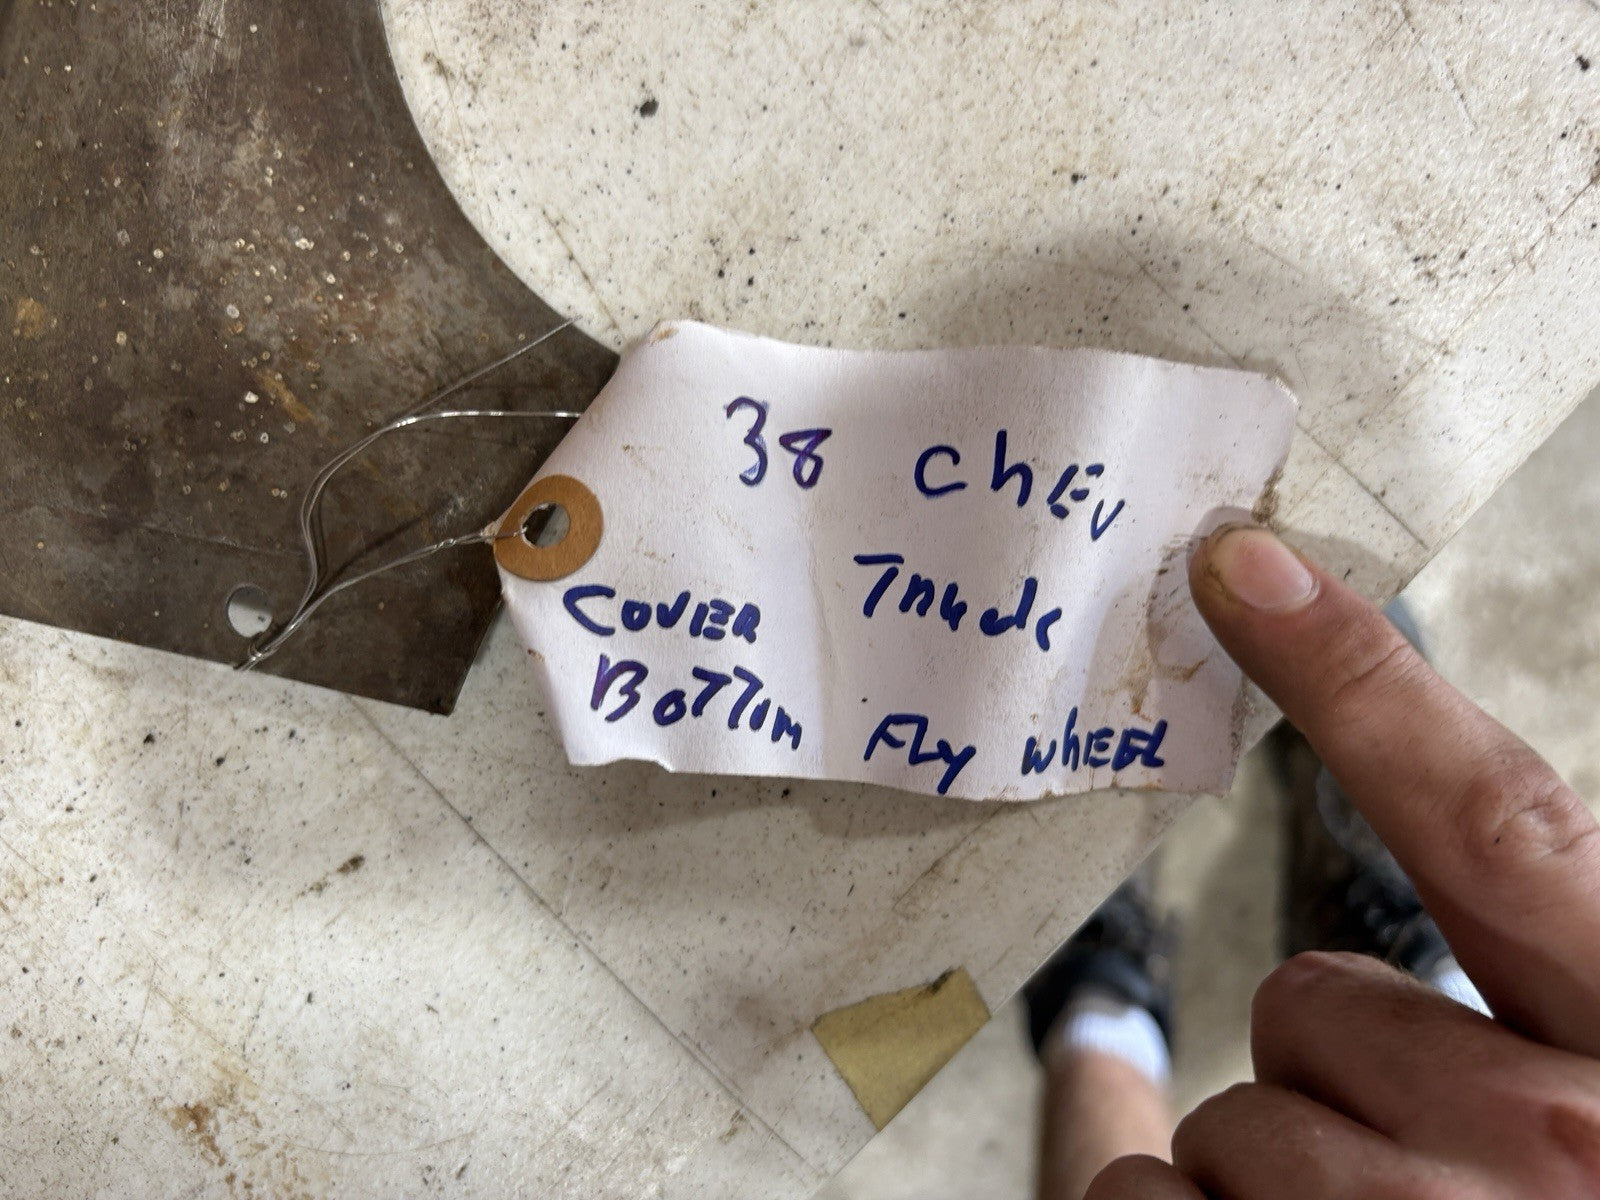 38 ChEv
Truck
COVER
BOTTOM FLy WhEEL